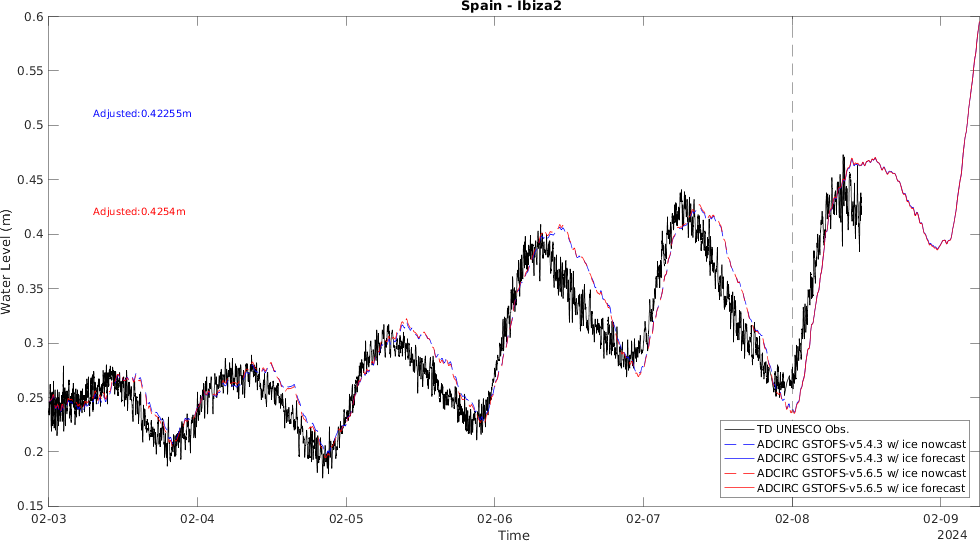 Spain - Ibiza2
0.6
0.55
0.5
0.45
0.4
0.35
0.3
0.25
0.2
0.15
Water Level (m)
Adjusted:0.42255m
Adjusted:0.4254m
TD UNESCO Obs.
ADCIRC GSTOFS-v5.4.3 w/ ice nowcast
ADCIRC GSTOFS-v5.4.3 w/ ice forecast
ADCIRC GSTOFS-v5.6.5 w/ ice nowcast
ADCIRC GSTOFS-v5.6.5 w/ ice forecast
02-03 02-04 02-05 02-06 02-07 02-08 02-09
Time
2024